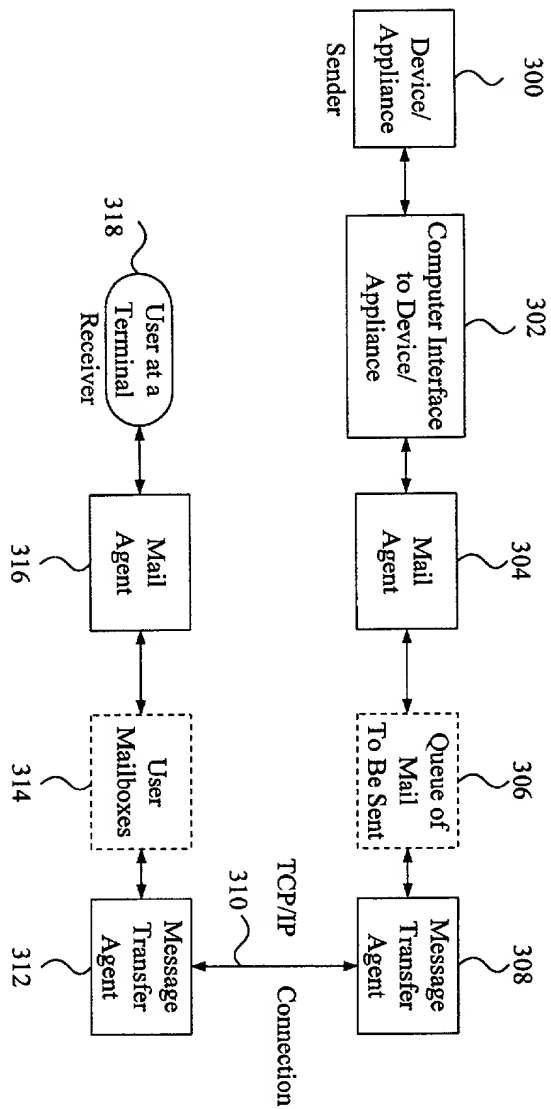 300
Device/
Appliance
Sender
302
Computer Interface
to Device/
Appliance
304
Mail
Agent
306
Queue of
Mail
To Be Sent
308
Message
Transfer
Agent
TCP/IP Connection
310
318
User at a
Terminal
Receiver
Mail
Agent
316
User
Mailboxes
314
Message
Transfer
Agent
312